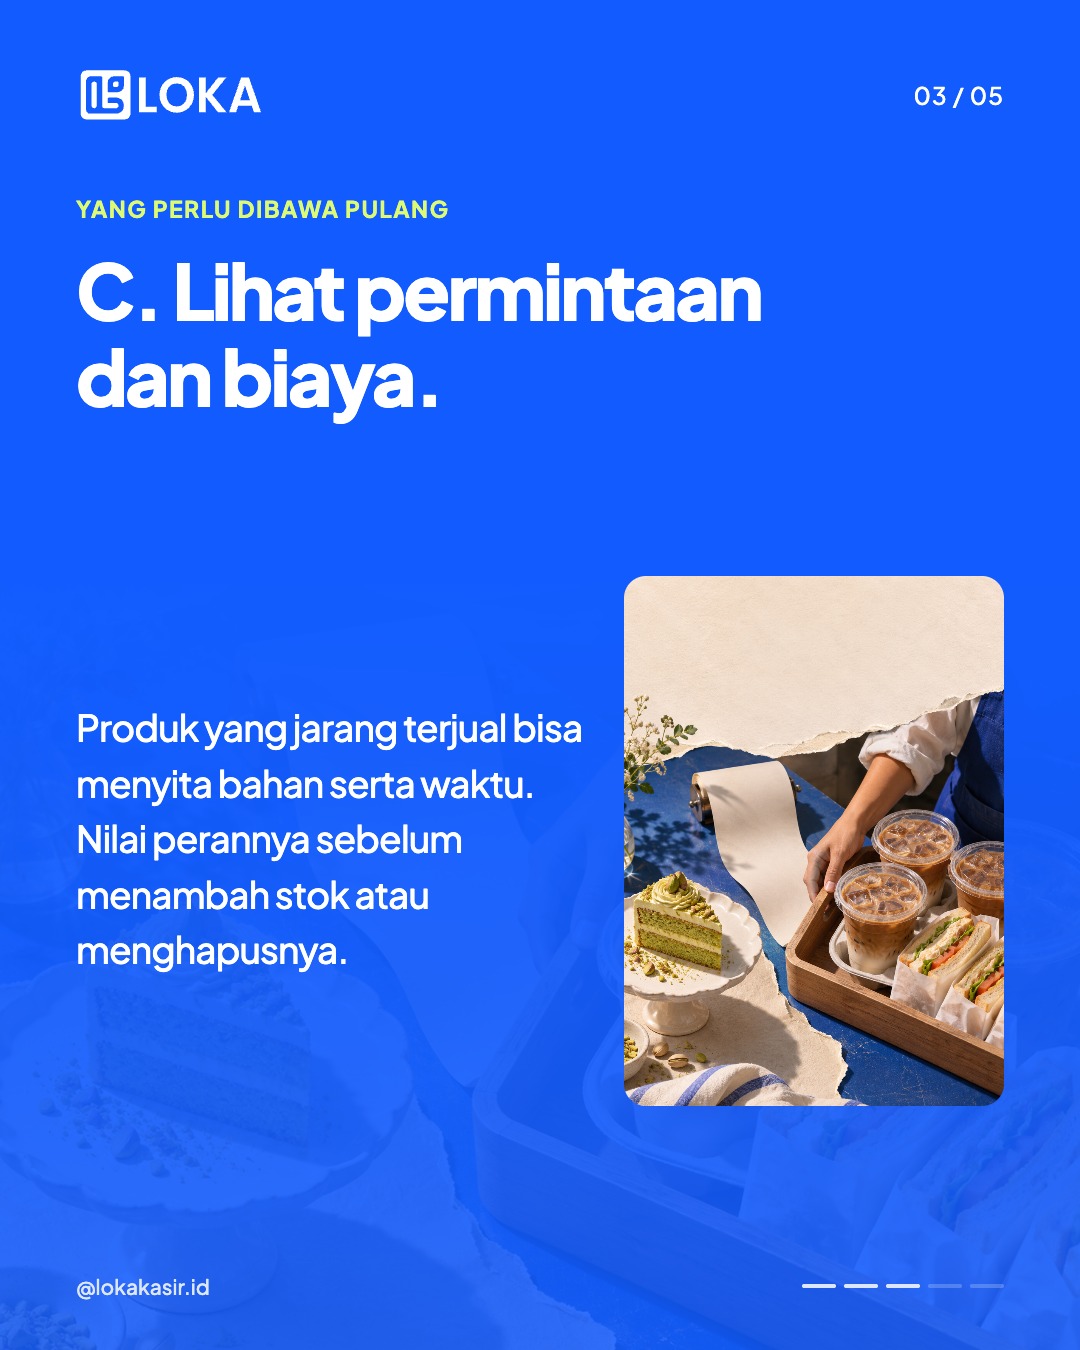 LOKA
03 / 05
YANG PERLU DIBAWA PULANG
C. Lihat permintaan
dan biaya.
Produk yang jarang terjual bisa
menyita bahan serta waktu.
Nilai perannya sebelum
menambah stok atau
menghapusnya.
@lokakasir.id